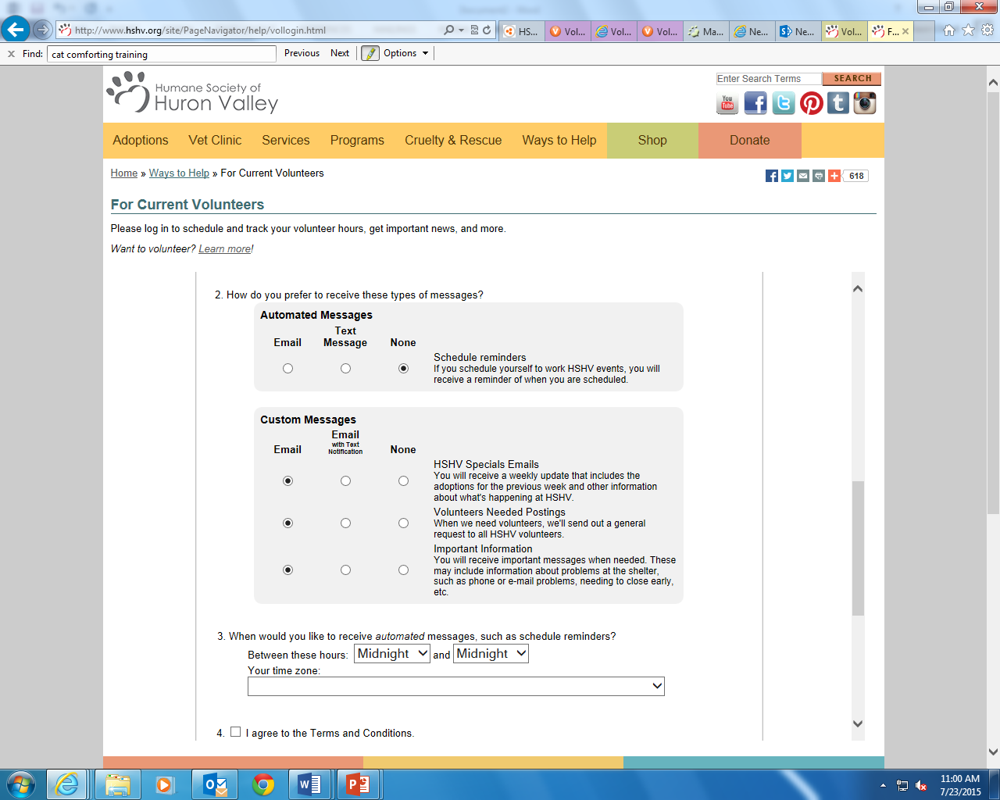 http://www.hshv.org/site/PageNavigator/help/vollogin.html
HS...
Vol...
Vol...
Vol...
Ma...
Ne...
Ne...
Vol...
F...
x Find: cat comforting training Previous Next Options
Humane Society of
Huron Valley
Enter Search Terms SEARCH
You
Tube
Adoptions Vet Clinic Services Programs Cruelty & Rescue Ways to Help Shop Donate
Home » Ways to Help » For Current Volunteers
618
For Current Volunteers
Please log in to schedule and track your volunteer hours, get important news, and more.
Want to volunteer? Learn more!
2. How do you prefer to receive these types of messages?
Automated Messages
Email Text Message None
Schedule reminders
If you schedule yourself to work HSHV events, you will
receive a reminder of when you are scheduled.
Custom Messages
Email Email with Text Notification None
HSHV Specials Emails
You will receive a weekly update that includes the
adoptions for the previous week and other information
about what's happening at HSHV.
Volunteers Needed Postings
When we need volunteers, we'll send out a general
request to all HSHV volunteers.
Important Information
You will receive important messages when needed. These
may include information about problems at the shelter,
such as phone or e-mail problems, needing to close early,
etc.
3. When would you like to receive automated messages, such as schedule reminders?
Between these hours: Midnight and Midnight
Your time zone:
4. I agree to the Terms and Conditions.
11:00 AM
7/23/2015